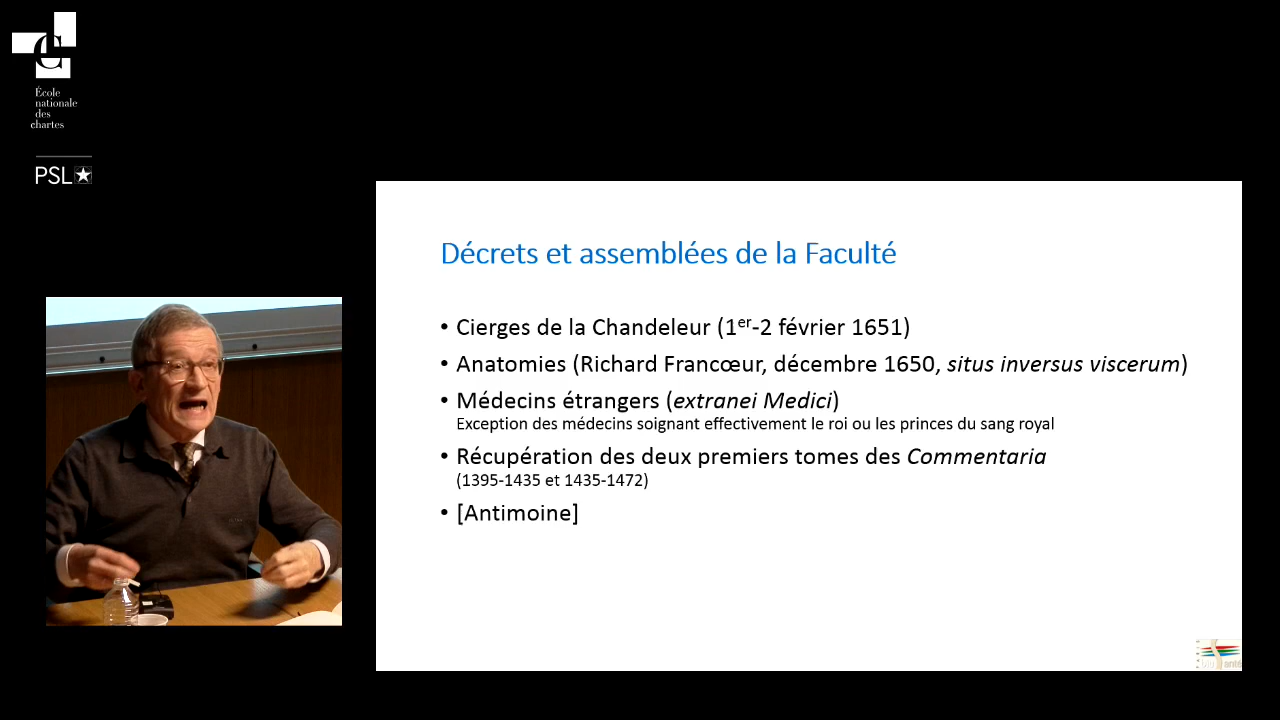 École
nationale
des
chartes
PSL
Décrets et assemblées de la Faculté
• Cierges de la Chandeleur (1er-2 février 1651)
• Anatomies (Richard Francœur, décembre 1650, situs inversus viscerum)
• Médecins étrangers (extranei Medici)
Exception des médecins soignant effectivement le roi ou les princes du sang royal
• Récupération des deux premiers tomes des Commentaria
(1395-1435 et 1435-1472)
• [Antimoine]